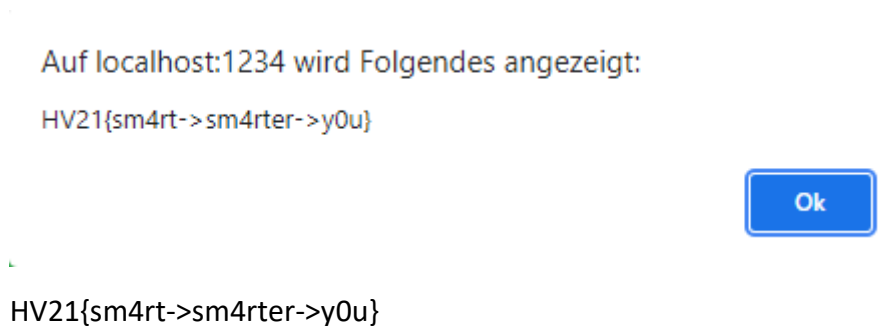 Auf localhost:1234 wird Folgendes angezeigt:
HV21{sm4rt->sm4rter->y0u}
Ok
HV21{sm4rt->sm4rter->y0u}